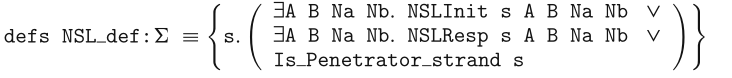 ∃A B Na Nb. NSLInit s A B Na Nb ∨
defs NSL_def: Σ ≡ { s. ( ∃A B Na Nb. NSLResp s A B Na Nb ∨ ) }
Is_Penetrator_strand s